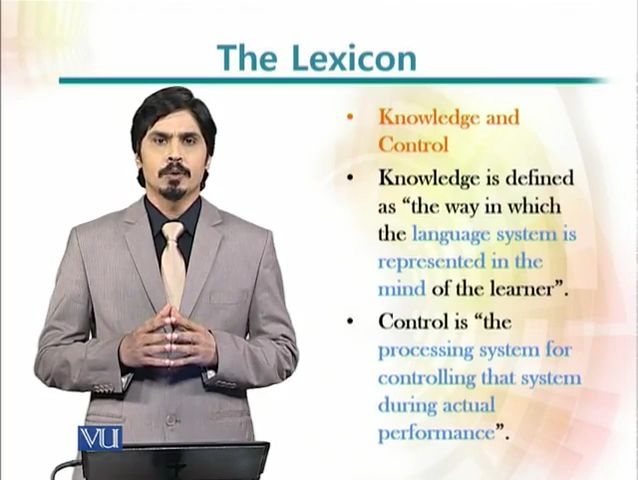 The Lexicon
• Knowledge and
Control
• Knowledge is defined
as “the way in which
the language system is
represented in the
mind of the learner”.
• Control is “the
processing system for
controlling that system
during actual
performance”.
VU